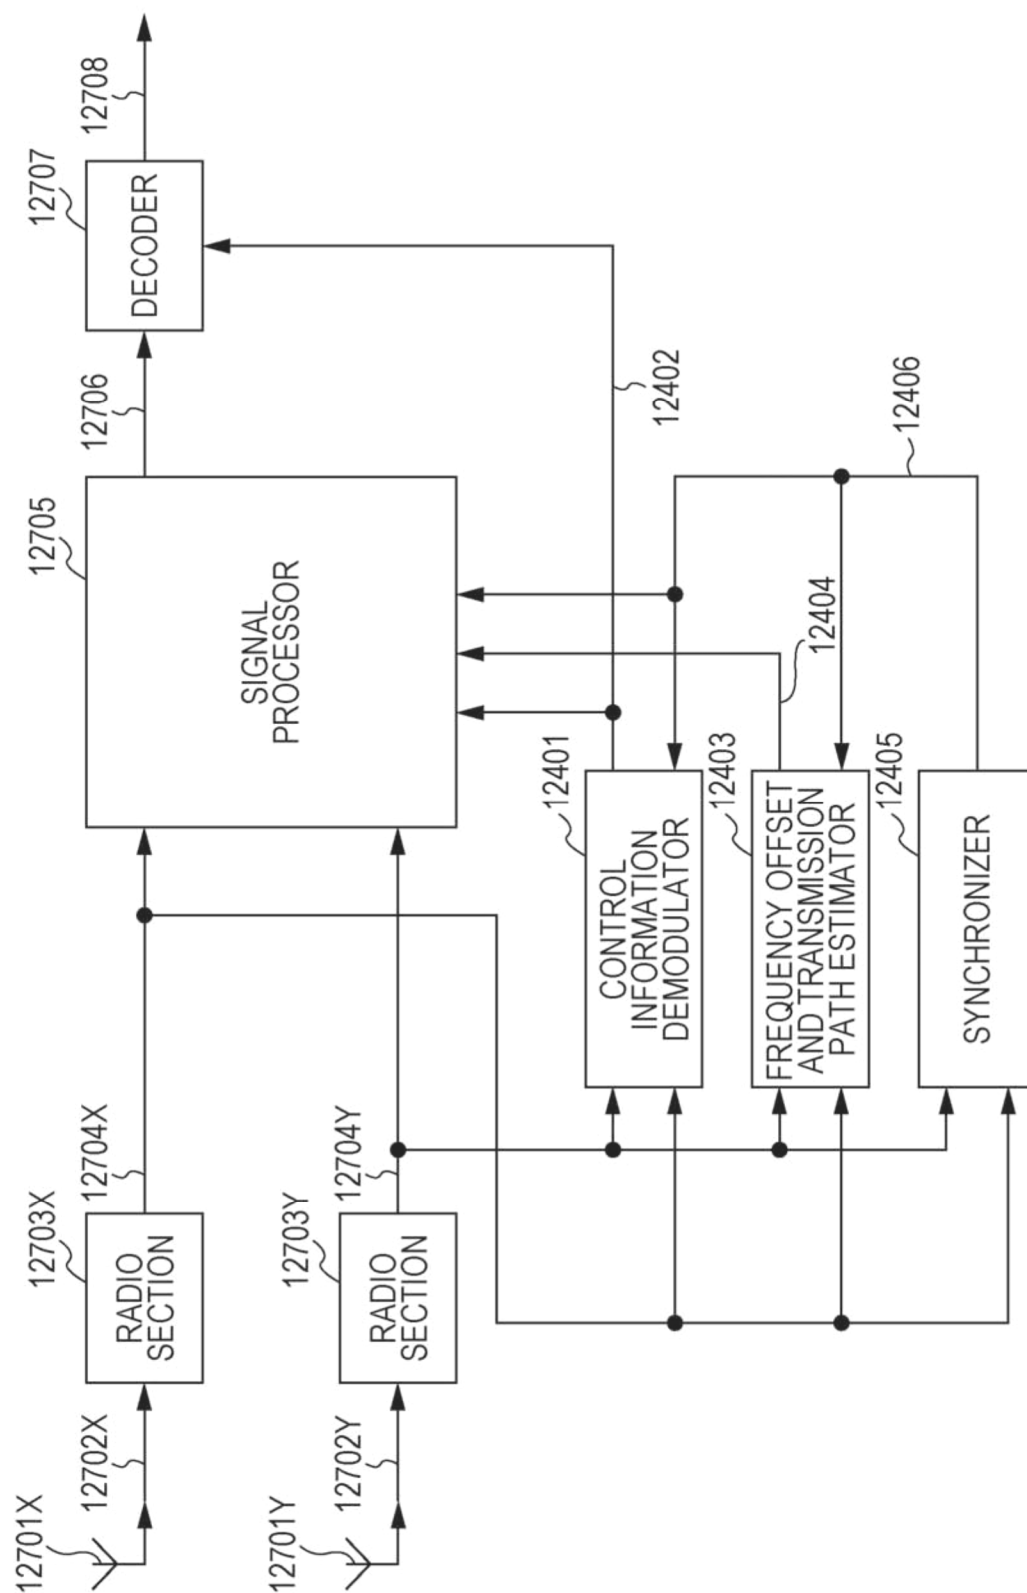 12701X
12702X
12703X
RADIO
SECTION
12704X
12705
SIGNAL
PROCESSOR
12706
12707
DECODER
12708
12701Y
12702Y
12703Y
RADIO
SECTION
12704Y
12401
CONTROL
INFORMATION
DEMODULATOR
12402
12403
FREQUENCY OFFSET
AND TRANSMISSION
PATH ESTIMATOR
12404
12405
SYNCHRONIZER
12406